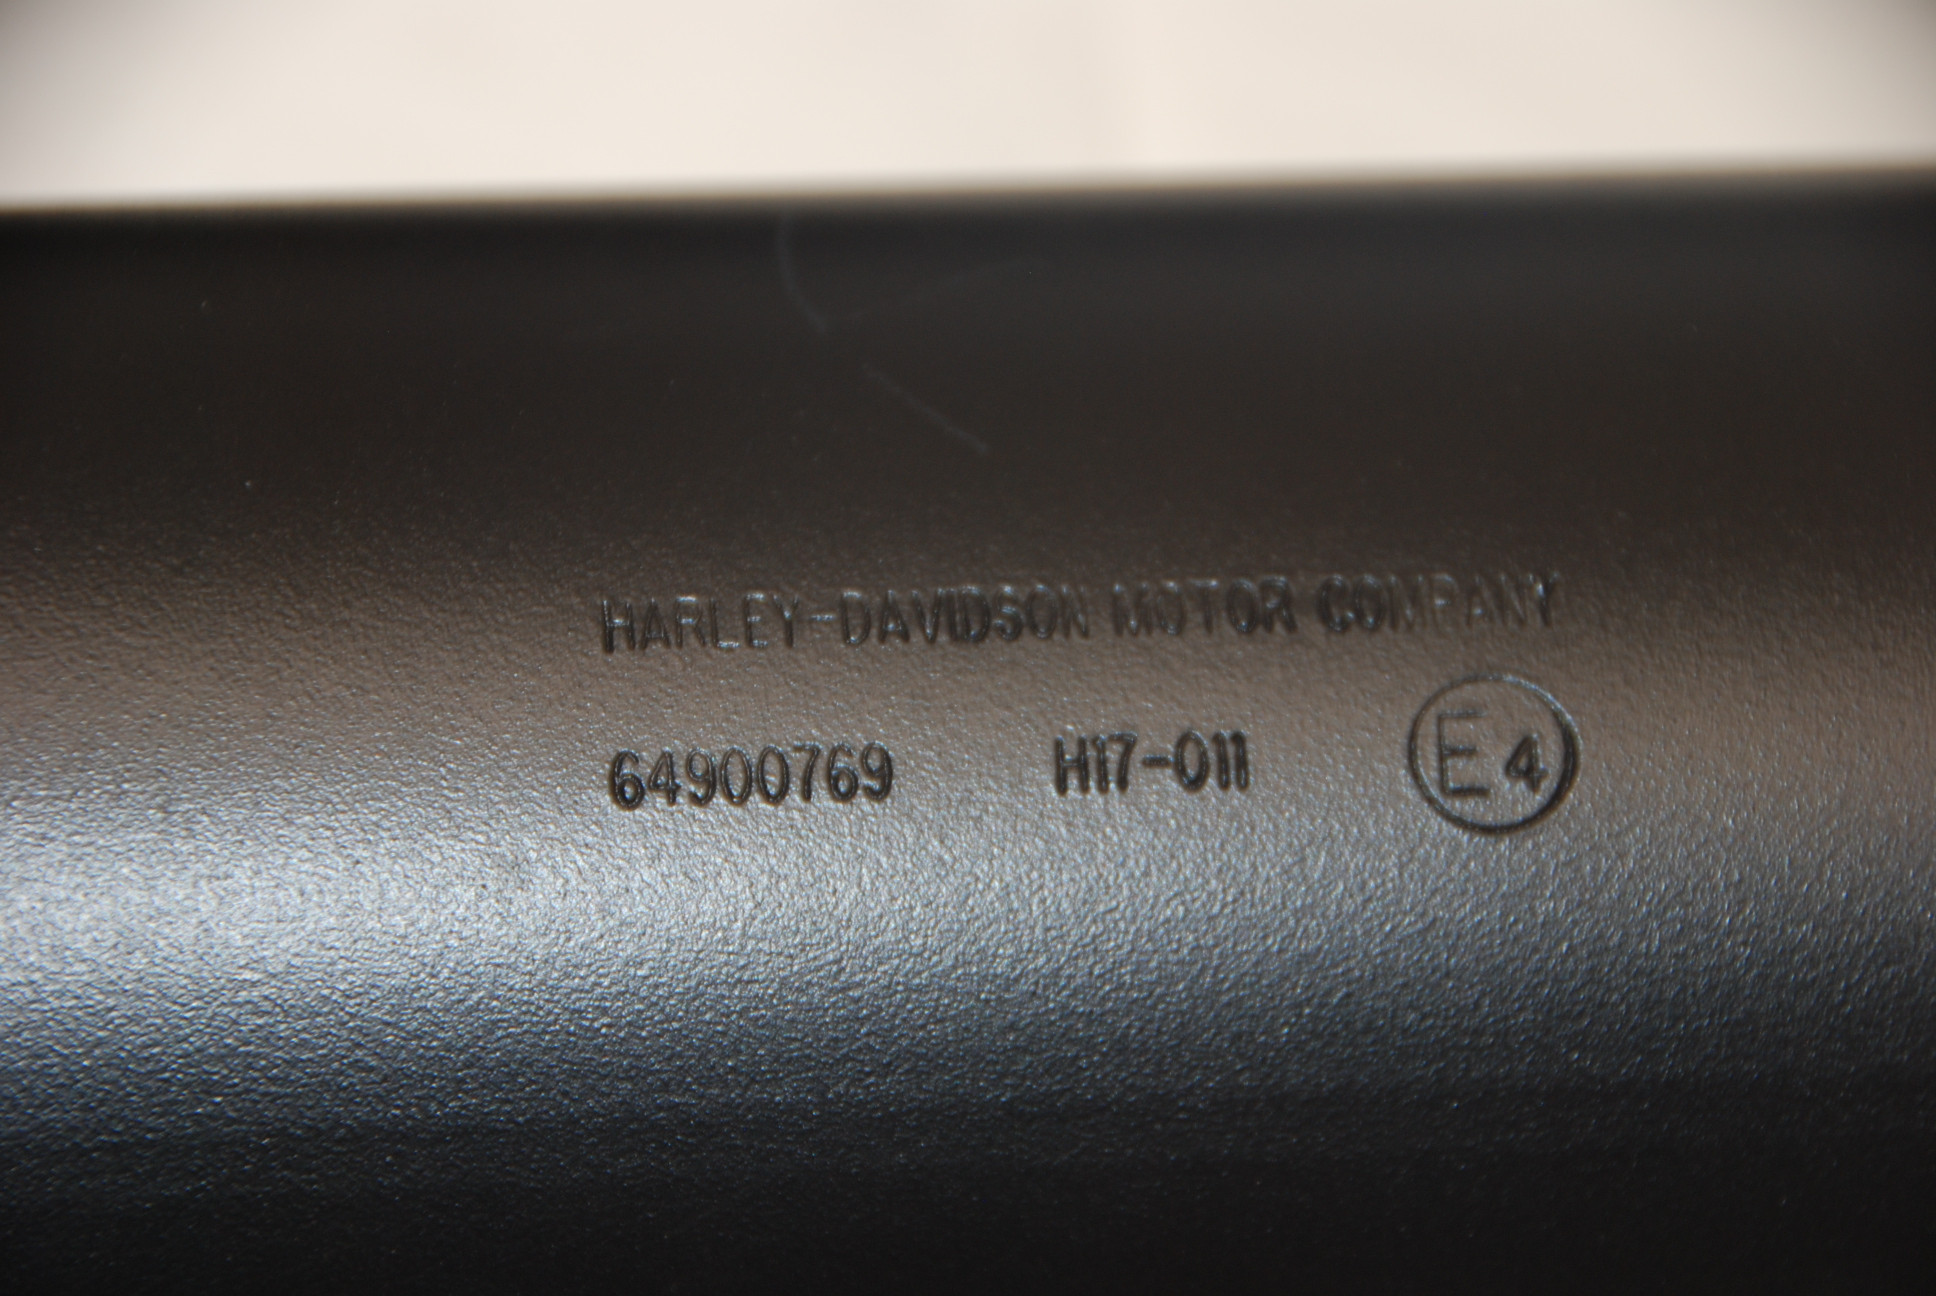 HARLEY-DAVIDSON MOTOR COMPANY
64900769 H17-011 E4